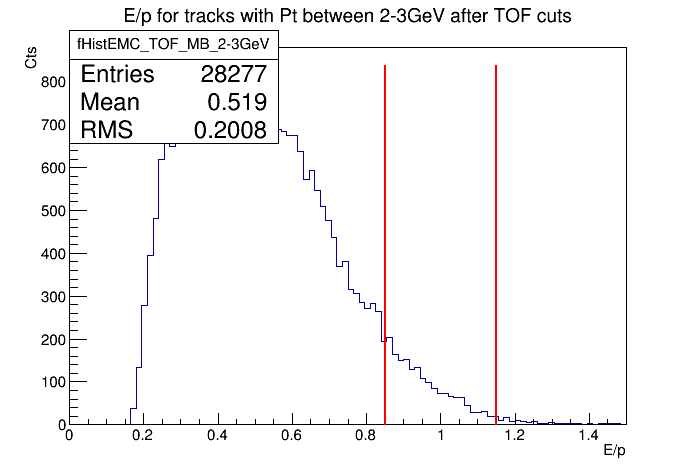 E/p for tracks with Pt between 2-3GeV after TOF cuts
fHistEMC_TOF_MB_2-3GeV
Entries 28277
Mean 0.519
RMS 0.2008
Cts
800
700
600
500
400
300
200
100
0
0 0.2 0.4 0.6 0.8 1 1.2 1.4
E/p